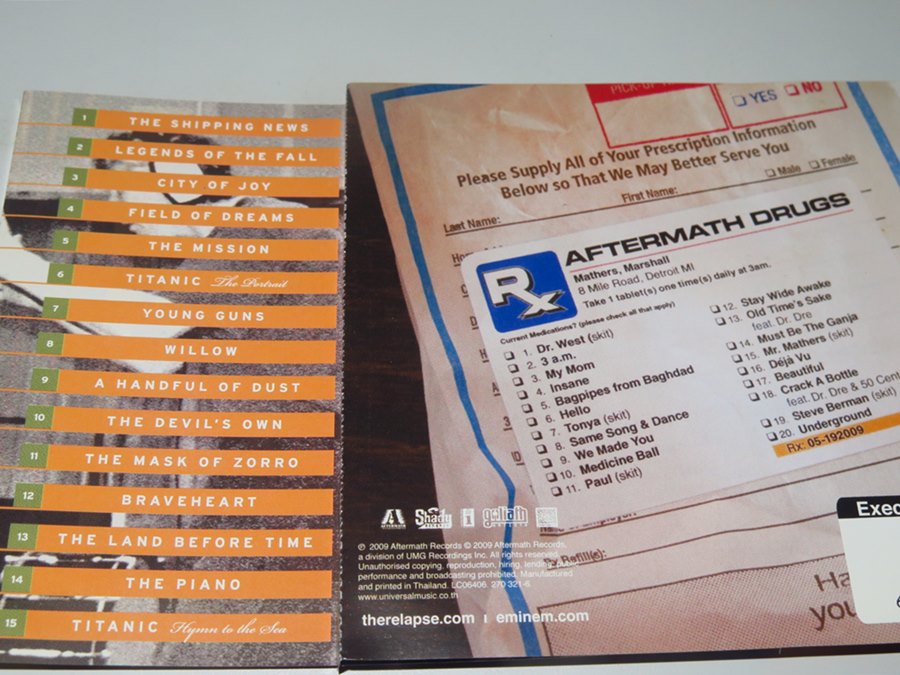 1 THE SHIPPING NEWS
2 LEGENDS OF THE FALL
3 CITY OF JOY
4 FIELD OF DREAMS
5 THE MISSION
6 TITANIC The Portrait
7 YOUNG GUNS
8 WILLOW
9 A HANDFUL OF DUST
10 THE DEVIL'S OWN
11 THE MASK OF ZORRO
12 BRAVEHEART
13 THE LAND BEFORE TIME
14 THE PIANO
15 TITANIC Hymn to the Sea
PICK-UP
YES NO
Please Supply All of Your Prescription Information
Below so That We May Better Serve You
Male Female
Last Name: First Name:
AFTERMATH DRUGS
Rx
Mathers, Marshall
8 Mile Road, Detroit MI
Take 1 tablet(s) one time(s) daily at 3am.
Current Medications? (please check all that apply)
1. Dr. West (skit)
2. 3 a.m.
3. My Mom
4. Insane
5. Bagpipes from Baghdad
6. Hello
7. Tonya (skit)
8. Same Song & Dance
9. We Made You
10. Medicine Ball
11. Paul (skit)
12. Stay Wide Awake
13. Old Time's Sake
feat. Dr. Dre
14. Must Be The Ganja
15. Mr. Mathers (skit)
16. Déjà Vu
17. Beautiful
18. Crack A Bottle
feat. Dr. Dre & 50 Cent
19. Steve Berman (skit)
20. Underground
Rx: 05-192009
AFTERMATH Shady RECORDS i goliath ARTISTS
℗ 2009 Aftermath Records © 2009 Aftermath Records,
a division of UMG Recordings Inc. All rights reserved.
Unauthorised copying, reproduction, hiring, lending, public
performance and broadcasting prohibited. Manufactured
and printed in Thailand. LC06406. 270 321-6.
www.universalmusic.co.th
therelapse.com | eminem.com
Refill(s):
Exec
Ha
you